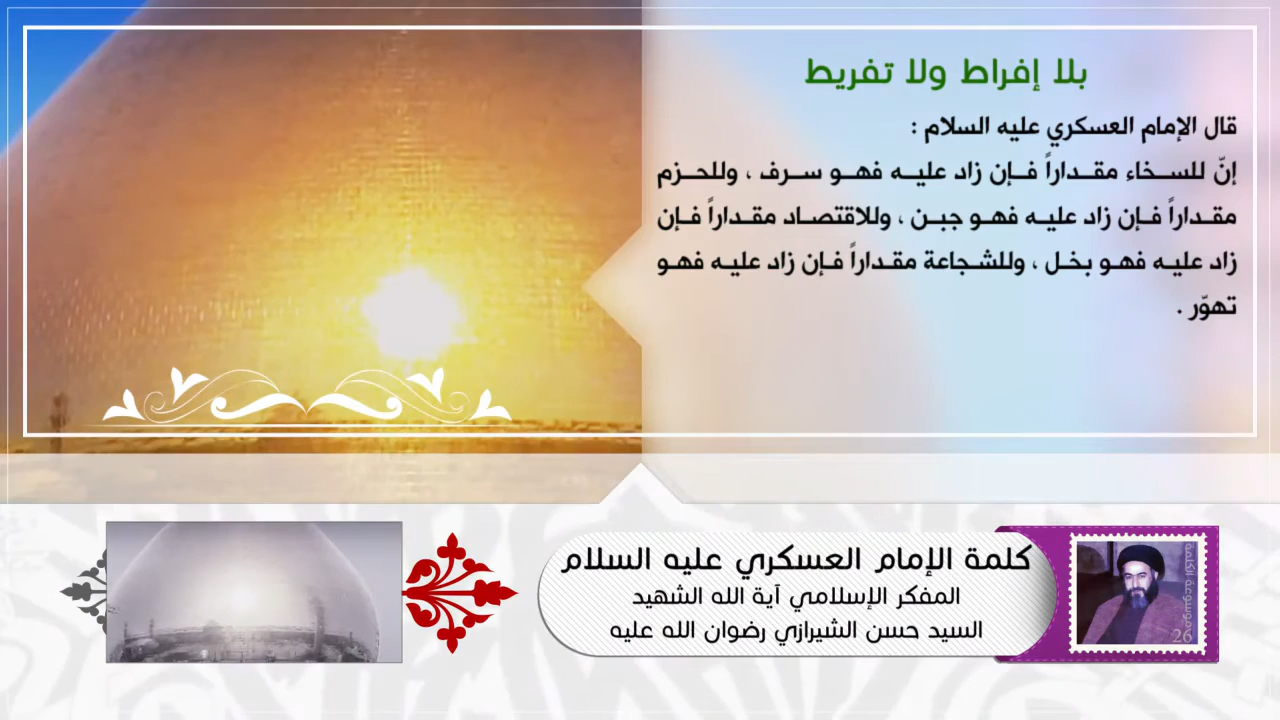 بلا إفراط ولا تفريط
قال الإمام العسكري عليه السلام :
إنّ للسخاء مقداراً فإن زاد عليه فهو سرف ، وللحزم
مقداراً فإن زاد عليه فهو جبن ، وللاقتصاد مقداراً فإن
زاد عليه فهو بخل ، وللشجاعة مقداراً فإن زاد عليه فهو
تهوّر .
كلمة الإمام العسكري عليه السلام
المفكر الإسلامي آية الله الشهيد
السيد حسن الشيرازي رضوان الله عليه
موسوعة الكلمة
26